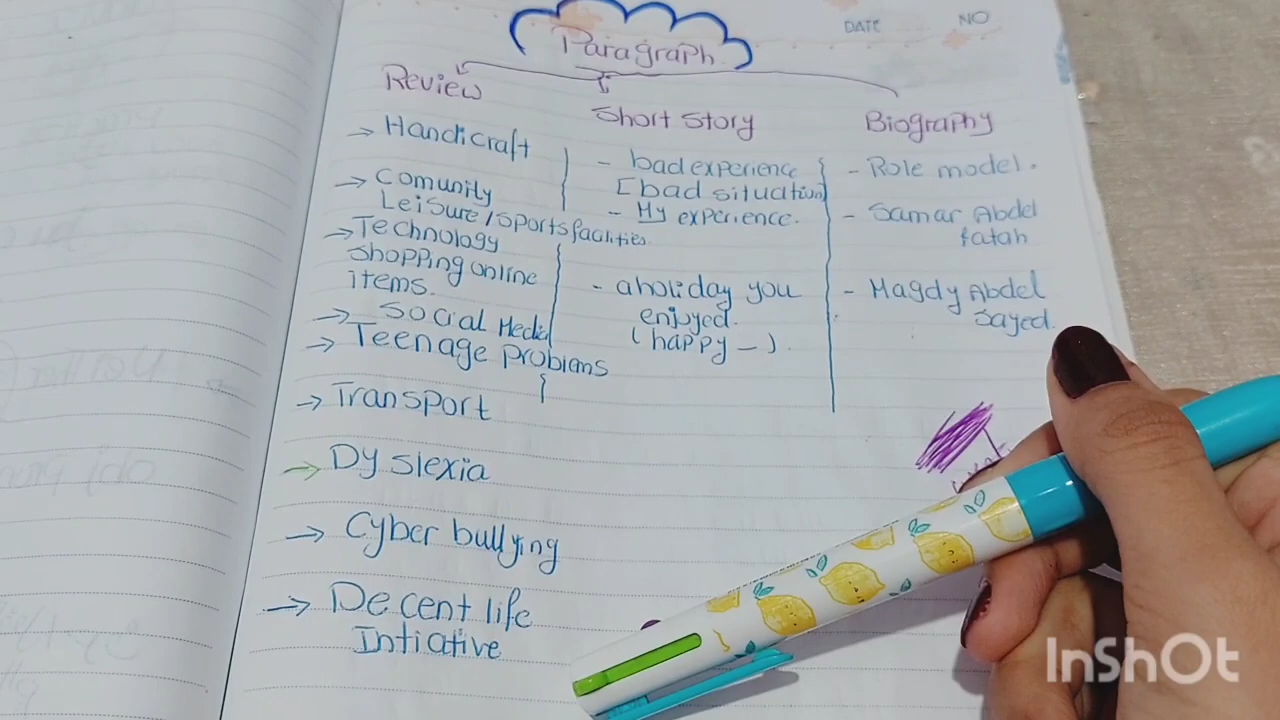 DATE
NO
Paragraph
Review
Short Story
Biography
→ Handicraft
→ Comunity
Leisure / Sports facilities.
→ Technology
Shopping online
items.
→ Social Media
→ Teenage problems
→ Transport
→ Dyslexia
→ Cyber bullying
→ Decent life
Intiative
- bad experience
[bad situation]
- My experience.
- a holiday you
enjoyed.
(happy _ ).
- Role model.
- Samar Abdel
fatah
- Magdy Abdel
Sayed.
InShOt